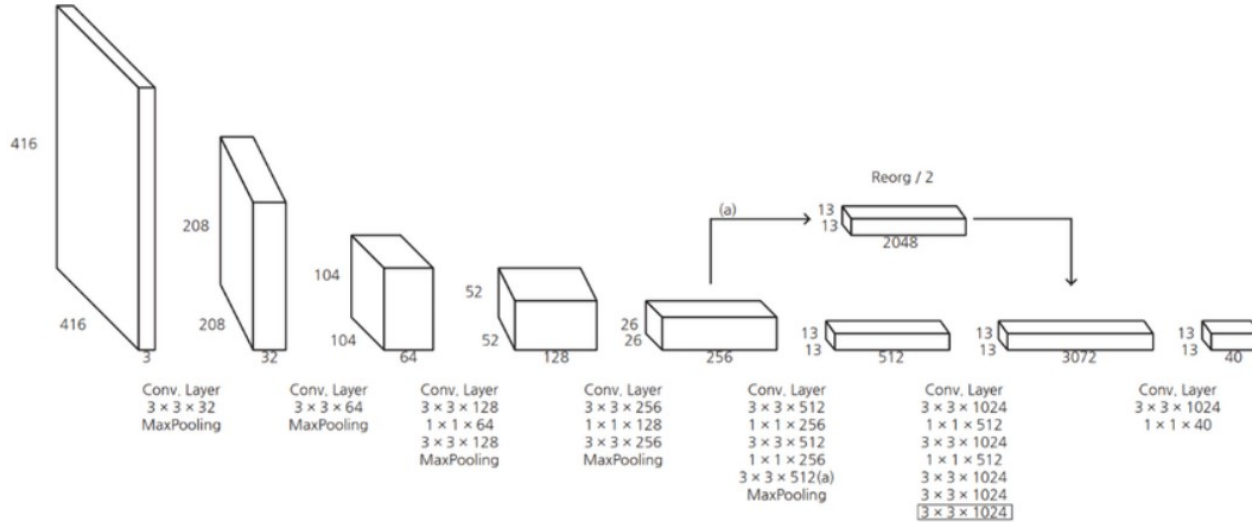 416
416
3
208
208
32
104
104
64
52
52
128
26
26
256
(a)
Reorg / 2
13
13
2048
13
13
512
13
13
3072
13
13
40
Conv. Layer
3 × 3 × 32
MaxPooling
Conv. Layer
3 × 3 × 64
MaxPooling
Conv. Layer
3 × 3 × 128
1 × 1 × 64
3 × 3 × 128
MaxPooling
Conv. Layer
3 × 3 × 256
1 × 1 × 128
3 × 3 × 256
MaxPooling
Conv. Layer
3 × 3 × 512
1 × 1 × 256
3 × 3 × 512
1 × 1 × 256
3 × 3 × 512(a)
MaxPooling
Conv. Layer
3 × 3 × 1024
1 × 1 × 512
3 × 3 × 1024
1 × 1 × 512
3 × 3 × 1024
3 × 3 × 1024
3 × 3 × 1024
Conv. Layer
3 × 3 × 1024
1 × 1 × 40